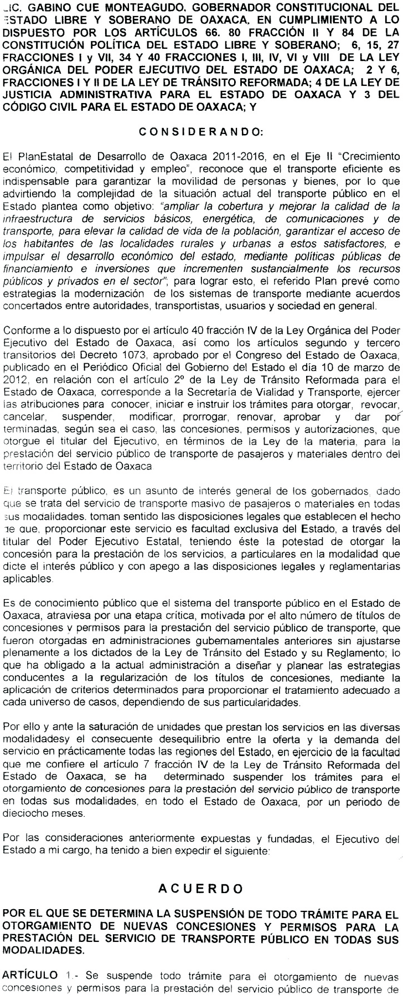 LIC. GABINO CUE MONTEAGUDO. GOBERNADOR CONSTITUCIONAL DEL
ESTADO LIBRE Y SOBERANO DE OAXACA. EN CUMPLIMIENTO A LO
DISPUESTO POR LOS ARTÍCULOS 66. 80 FRACCIÓN II Y 84 DE LA
CONSTITUCIÓN POLÍTICA DEL ESTADO LIBRE Y SOBERANO; 6, 15, 27
FRACCIONES I y VII, 34 Y 40 FRACCIONES I, III, IV, VI y VIII DE LA LEY
ORGÁNICA DEL PODER EJECUTIVO DEL ESTADO DE OAXACA; 2 Y 6,
FRACCIONES I Y II DE LA LEY DE TRÁNSITO REFORMADA; 4 DE LA LEY DE
JUSTICIA ADMINISTRATIVA PARA EL ESTADO DE OAXACA Y 3 DEL
CÓDIGO CIVIL PARA EL ESTADO DE OAXACA; Y
C O N S I D E R A N D O:
El PlanEstatal de Desarrollo de Oaxaca 2011-2016, en el Eje II “Crecimiento
económico, competitividad y empleo”, reconoce que el transporte eficiente es
indispensable para garantizar la movilidad de personas y bienes, por lo que
advirtiendo la complejidad de la situación actual del transporte público en el
Estado plantea como objetivo: “ampliar la cobertura y mejorar la calidad de la
infraestructura de servicios básicos, energética, de comunicaciones y de
transporte, para elevar la calidad de vida de la población, garantizar el acceso de
los habitantes de las localidades rurales y urbanas a estos satisfactores, e
impulsar el desarrollo económico del estado, mediante políticas públicas de
financiamiento e inversiones que incrementen sustancialmente los recursos
públicos y privados en el sector”; para lograr esto, el referido Plan prevé como
estrategias la modernización de los sistemas de transporte mediante acuerdos
concertados entre autoridades, transportistas, usuarios y sociedad en general.
Conforme a lo dispuesto por el artículo 40 fracción IV de la Ley Orgánica del Poder
Ejecutivo del Estado de Oaxaca, así como los artículos segundo y tercero
transitorios del Decreto 1073, aprobado por el Congreso del Estado de Oaxaca,
publicado en el Periódico Oficial del Gobierno del Estado el día 10 de marzo de
2012, en relación con el artículo 2º de la Ley de Tránsito Reformada para el
Estado de Oaxaca, corresponde a la Secretaría de Vialidad y Transporte, ejercer
las atribuciones para conocer, iniciar e instruir los trámites para otorgar, revocar,
cancelar, suspender, modificar, prorrogar, renovar, aprobar y dar por
terminadas, según sea el caso, las concesiones, permisos y autorizaciones, que
otorgue el titular del Ejecutivo, en términos de la Ley de la materia, para la
prestación del servicio público de transporte de pasajeros y materiales dentro del
territorio del Estado de Oaxaca
El transporte público, es un asunto de interés general de los gobernados, dado
que se trata del servicio de transporte masivo de pasajeros o materiales en todas
sus modalidades. toman sentido las disposiciones legales que establecen el hecho
de que, proporcionar este servicio es facultad exclusiva del Estado, a través del
titular del Poder Ejecutivo Estatal, teniendo éste la potestad de otorgar la
concesión para la prestación de los servicios, a particulares en la modalidad que
dicte el interés público y con apego a las disposiciones legales y reglamentarias
aplicables.
Es de conocimiento público que el sistema del transporte público en el Estado de
Oaxaca, atraviesa por una etapa crítica, motivada por el alto número de títulos de
concesiones y permisos para la prestación del servicio público de transporte, que
fueron otorgadas en administraciones gubernamentales anteriores sin ajustarse
plenamente a los dictados de la Ley de Tránsito del Estado y su Reglamento; lo
que ha obligado a la actual administración a diseñar y planear las estrategias
conducentes a la regularización de los títulos de concesiones, mediante la
aplicación de criterios determinados para proporcionar el tratamiento adecuado a
cada universo de casos, dependiendo de sus particularidades.
Por ello y ante la saturación de unidades que prestan los servicios en las diversas
modalidadesy el consecuente desequilibrio entre la oferta y la demanda del
servicio en prácticamente todas las regiones del Estado, en ejercicio de la facultad
que me confiere el artículo 7 fracción IV de la Ley de Tránsito Reformada del
Estado de Oaxaca, se ha determinado suspender los trámites para el
otorgamiento de concesiones para la prestación del servicio público de transporte
en todas sus modalidades, en todo el Estado de Oaxaca, por un periodo de
dieciocho meses.
Por las consideraciones anteriormente expuestas y fundadas, el Ejecutivo del
Estado a mi cargo, ha tenido a bien expedir el siguiente:
A C U E R D O
POR EL QUE SE DETERMINA LA SUSPENSIÓN DE TODO TRÁMITE PARA EL
OTORGAMIENTO DE NUEVAS CONCESIONES Y PERMISOS PARA LA
PRESTACIÓN DEL SERVICIO DE TRANSPORTE PÚBLICO EN TODAS SUS
MODALIDADES.
ARTÍCULO 1.- Se suspende todo trámite para el otorgamiento de nuevas
concesiones y permisos para la prestación del servicio público de transporte de